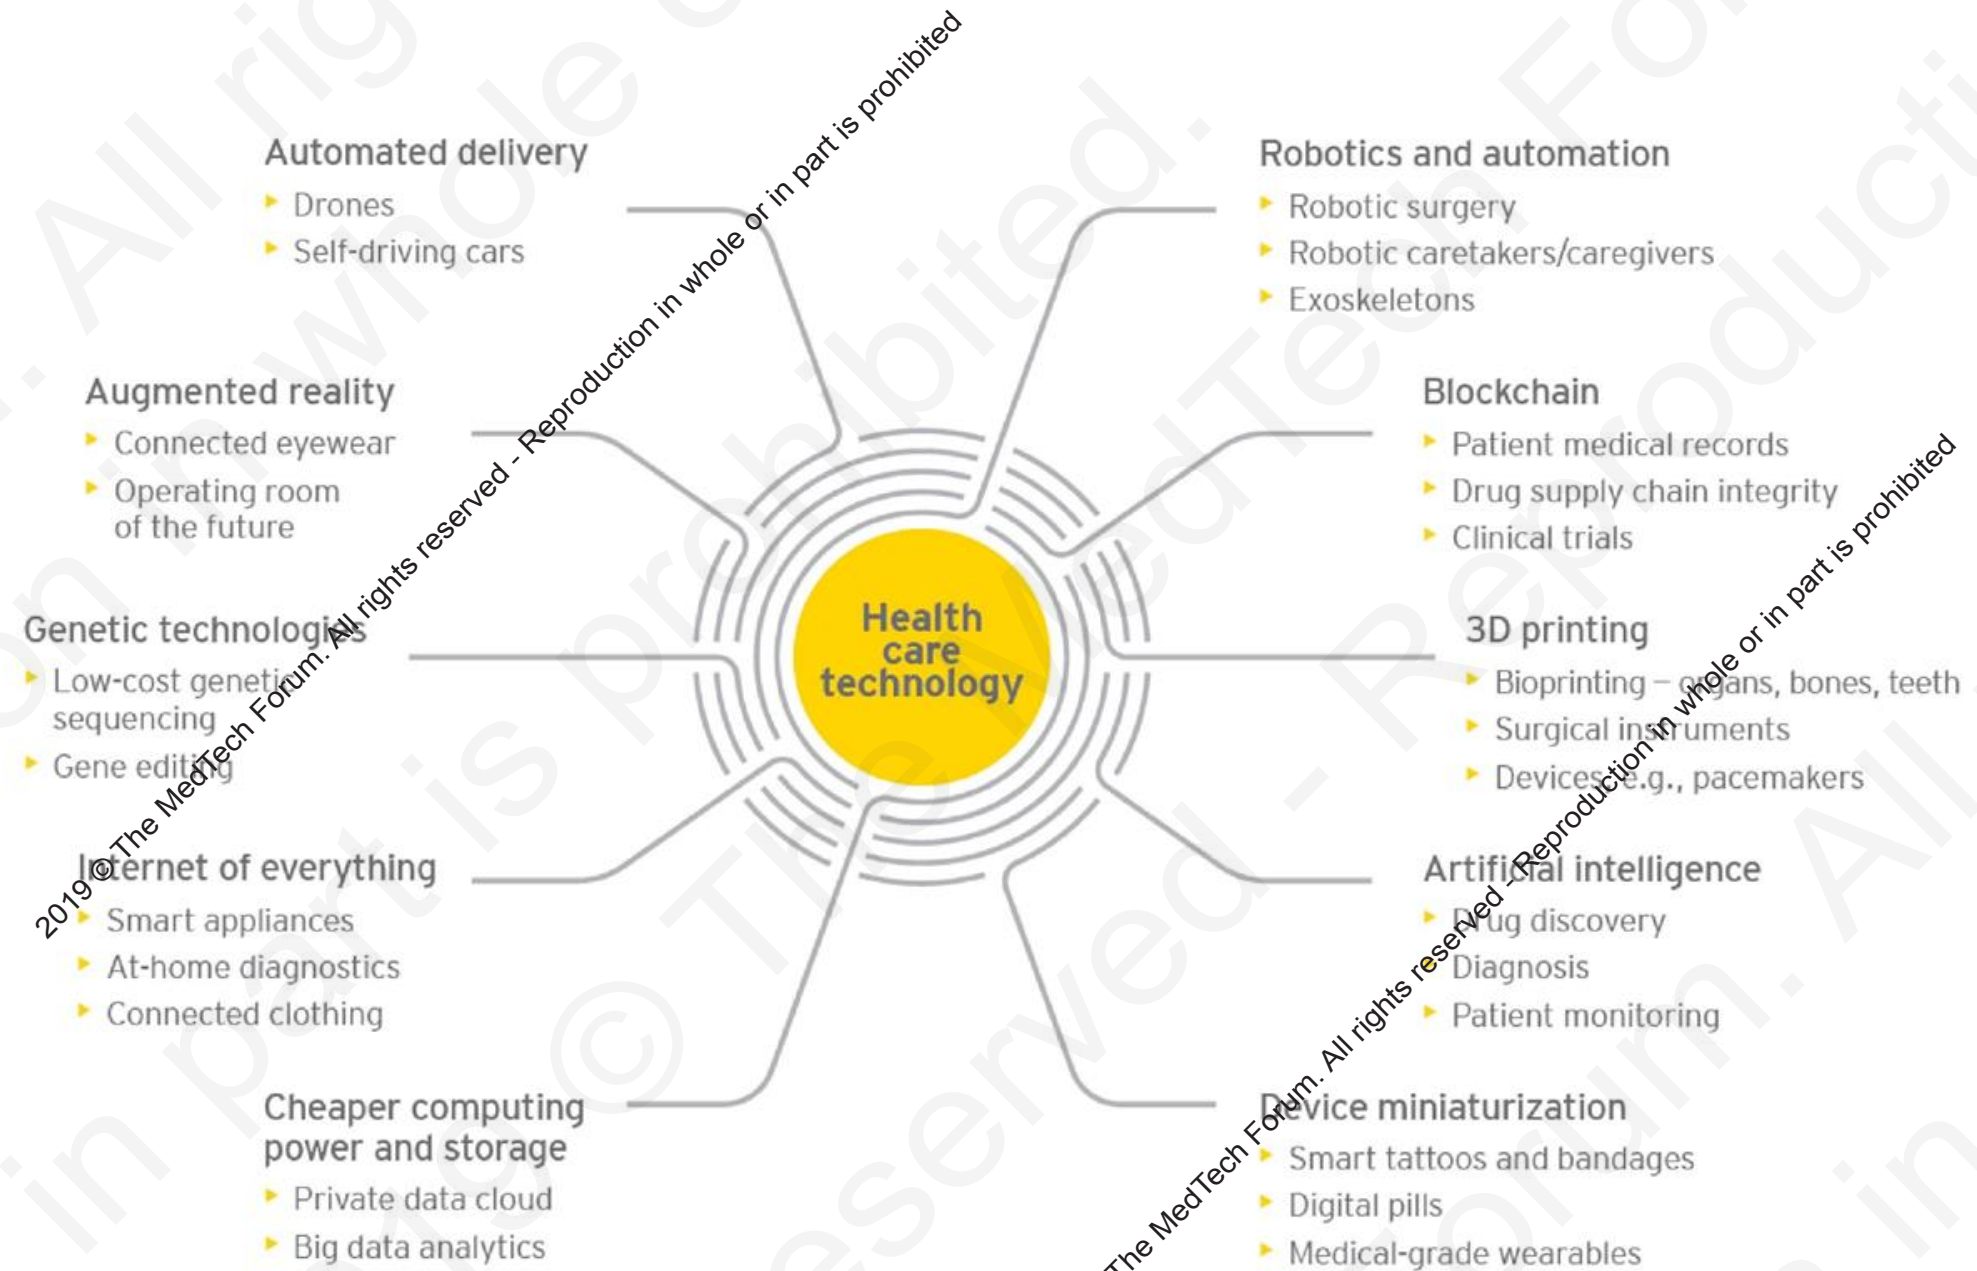 Automated delivery
Drones
Self-driving cars
Augmented reality
Connected eyewear
Operating room
of the future
Genetic technologies
Low-cost genetic
sequencing
Gene editing
Internet of everything
Smart appliances
At-home diagnostics
Connected clothing
Cheaper computing
power and storage
Private data cloud
Big data analytics
Health
care
technology
Robotics and automation
Robotic surgery
Robotic caretakers/caregivers
Exoskeletons
Blockchain
Patient medical records
Drug supply chain integrity
Clinical trials
3D printing
Bioprinting – organs, bones, teeth
Surgical instruments
Devices, e.g., pacemakers
Artificial intelligence
Drug discovery
Diagnosis
Patient monitoring
Device miniaturization
Smart tattoos and bandages
Digital pills
Medical-grade wearables
2019 © The MedTech Forum. All rights reserved - Reproduction in whole or in part is prohibited
The MedTech Forum. All rights reserved - Reproduction in whole or in part is prohibited